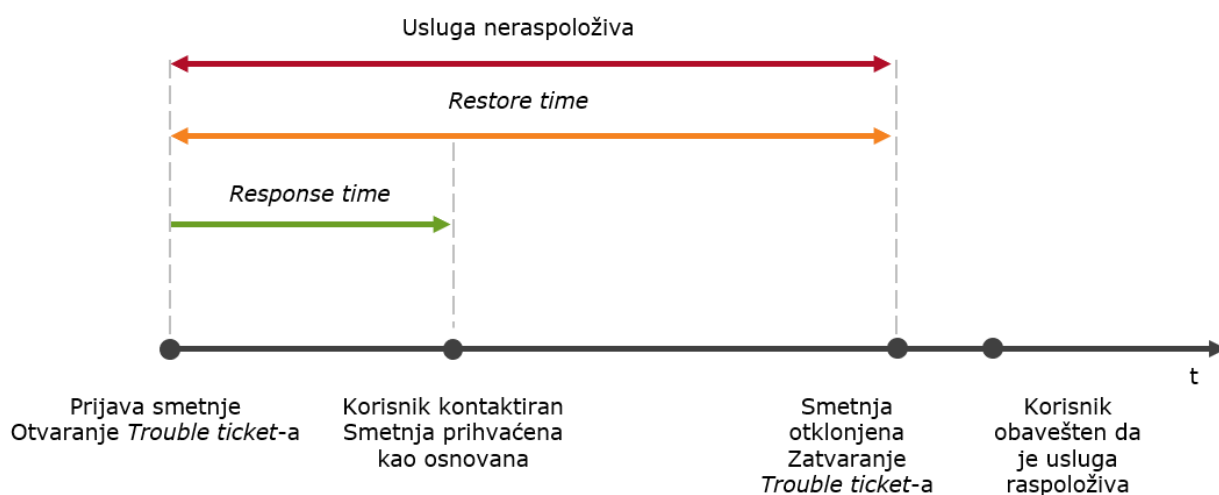 Usluga neraspoloživa
Restore time
Response time
t
Prijava smetnje
Otvaranje Trouble ticket-a
Korisnik kontaktiran
Smetnja prihvaćena
kao osnovana
Smetnja
otklonjena
Zatvaranje
Trouble ticket-a
Korisnik
obavešten da
je usluga
raspoloživa